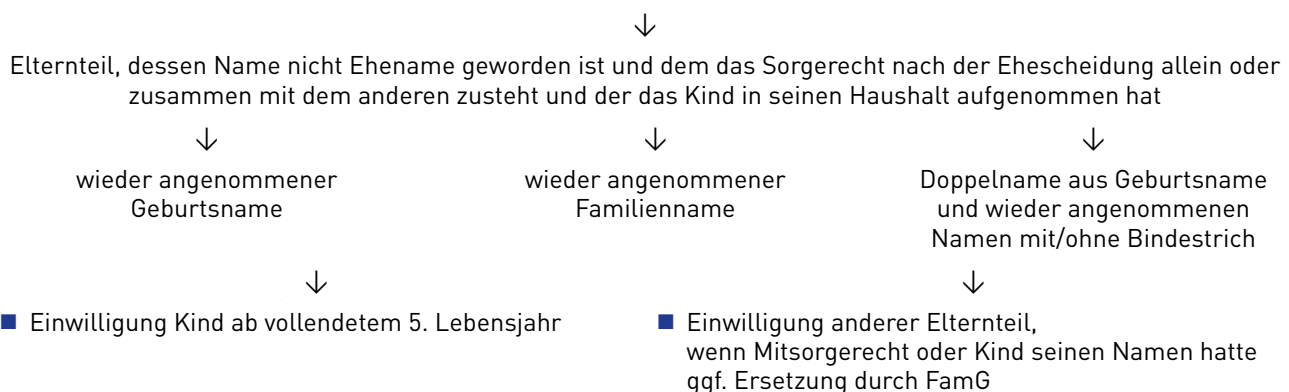 Elternteil, dessen Name nicht Ehename geworden ist und dem das Sorgerecht nach der Ehescheidung allein oder
zusammen mit dem anderen zusteht und der das Kind in seinen Haushalt aufgenommen hat
wieder angenommener
Geburtsname
wieder angenommener
Familienname
Doppelname aus Geburtsname
und wieder angenommenen
Namen mit/ohne Bindestrich
Einwilligung Kind ab vollendetem 5. Lebensjahr
Einwilligung anderer Elternteil,
wenn Mitsorgerecht oder Kind seinen Namen hatte
ggf. Ersetzung durch FamG